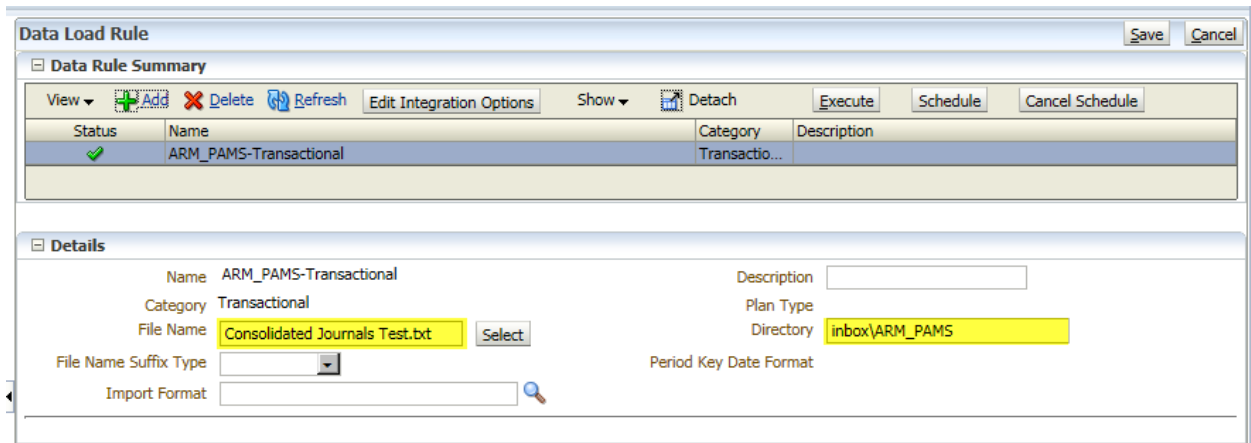 Data Load Rule Save Cancel
Data Rule Summary
View Add Delete Refresh Edit Integration Options Show Detach Execute Schedule Cancel Schedule
Status Name Category Description
ARM_PAMS-Transactional Transactio...
Details
Name ARM_PAMS-Transactional Description
Category Transactional Plan Type
File Name Consolidated Journals Test.txt Select Directory inbox\ARM_PAMS
File Name Suffix Type Period Key Date Format
Import Format